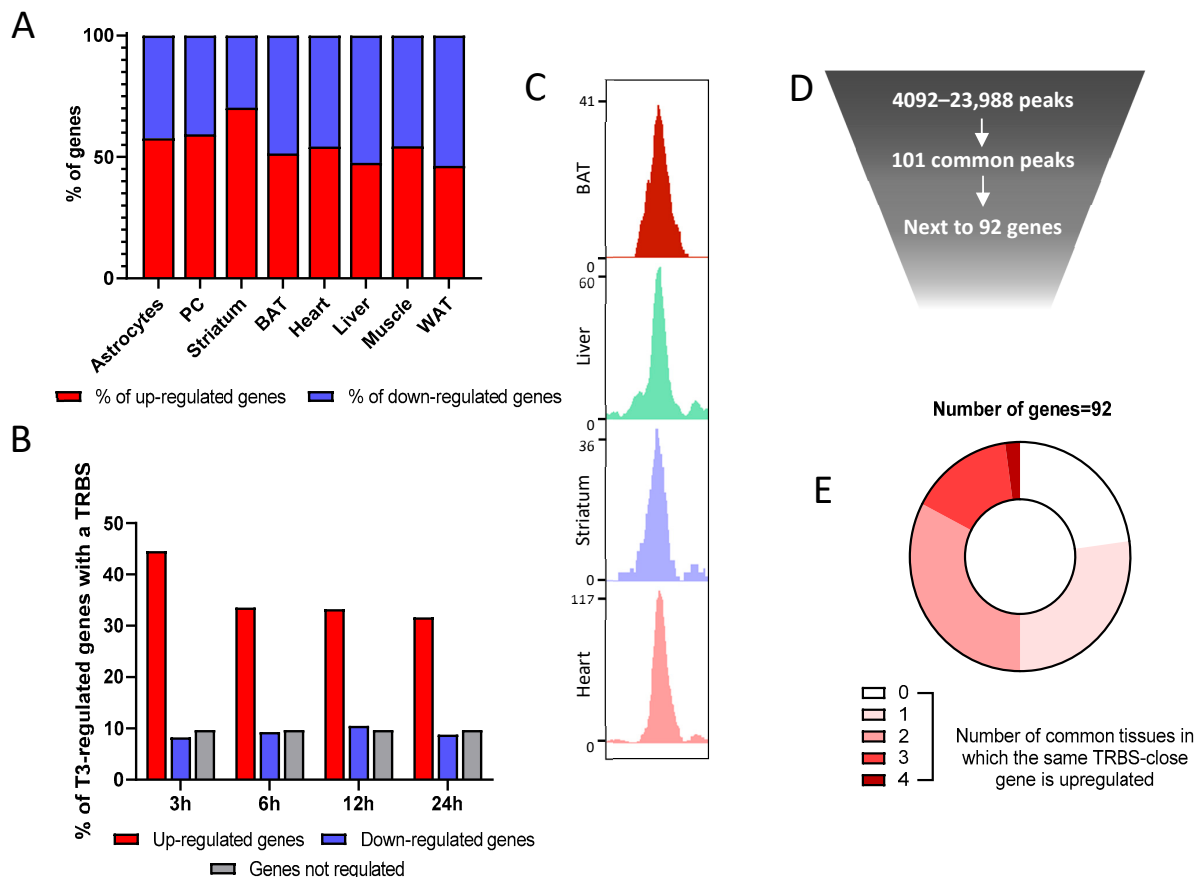 A
100
50
0
% of genes
Astrocytes
PC
Striatum
BAT
Heart
Liver
Muscle
WAT
% of up-regulated genes
% of down-regulated genes
B
% of T3-regulated genes with a TRBS
50
40
30
20
10
0
3h
6h
12h
24h
Up-regulated genes
Down-regulated genes
Genes not regulated
C
41
BAT
0
60
Liver
0
36
Striatum
0
117
Heart
0
D
4092–23,988 peaks
101 common peaks
Next to 92 genes
E
Number of genes=92
0
1
2
3
4
Number of common tissues in
which the same TRBS-close
gene is upregulated